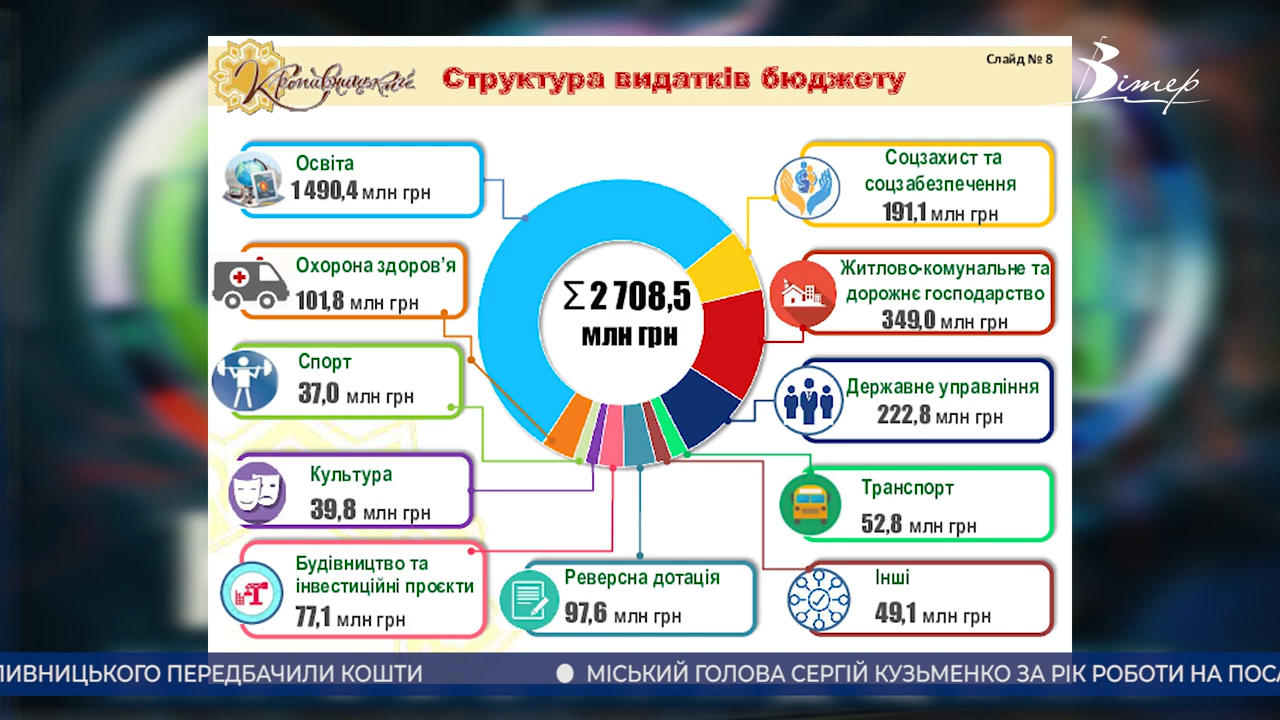 Кропивницький
Структура видатків бюджету
Слайд № 8
Вітер
Освіта
1 490,4 млн грн
Охорона здоров’я
101,8 млн грн
Спорт
37,0 млн грн
Культура
39,8 млн грн
Будівництво та
інвестиційні проєкти
77,1 млн грн
Σ 2 708,5
млн грн
Реверсна дотація
97,6 млн грн
Соцзахист та
соцзабезпечення
191,1 млн грн
Житлово-комунальне та
дорожнє господарство
349,0 млн грн
Державне управління
222,8 млн грн
Транспорт
52,8 млн грн
Інші
49,1 млн грн
ПИВНИЦЬКОГО ПЕРЕДБАЧИЛИ КОШТИ
МІСЬКИЙ ГОЛОВА СЕРГІЙ КУЗЬМЕНКО ЗА РІК РОБОТИ НА ПОСА